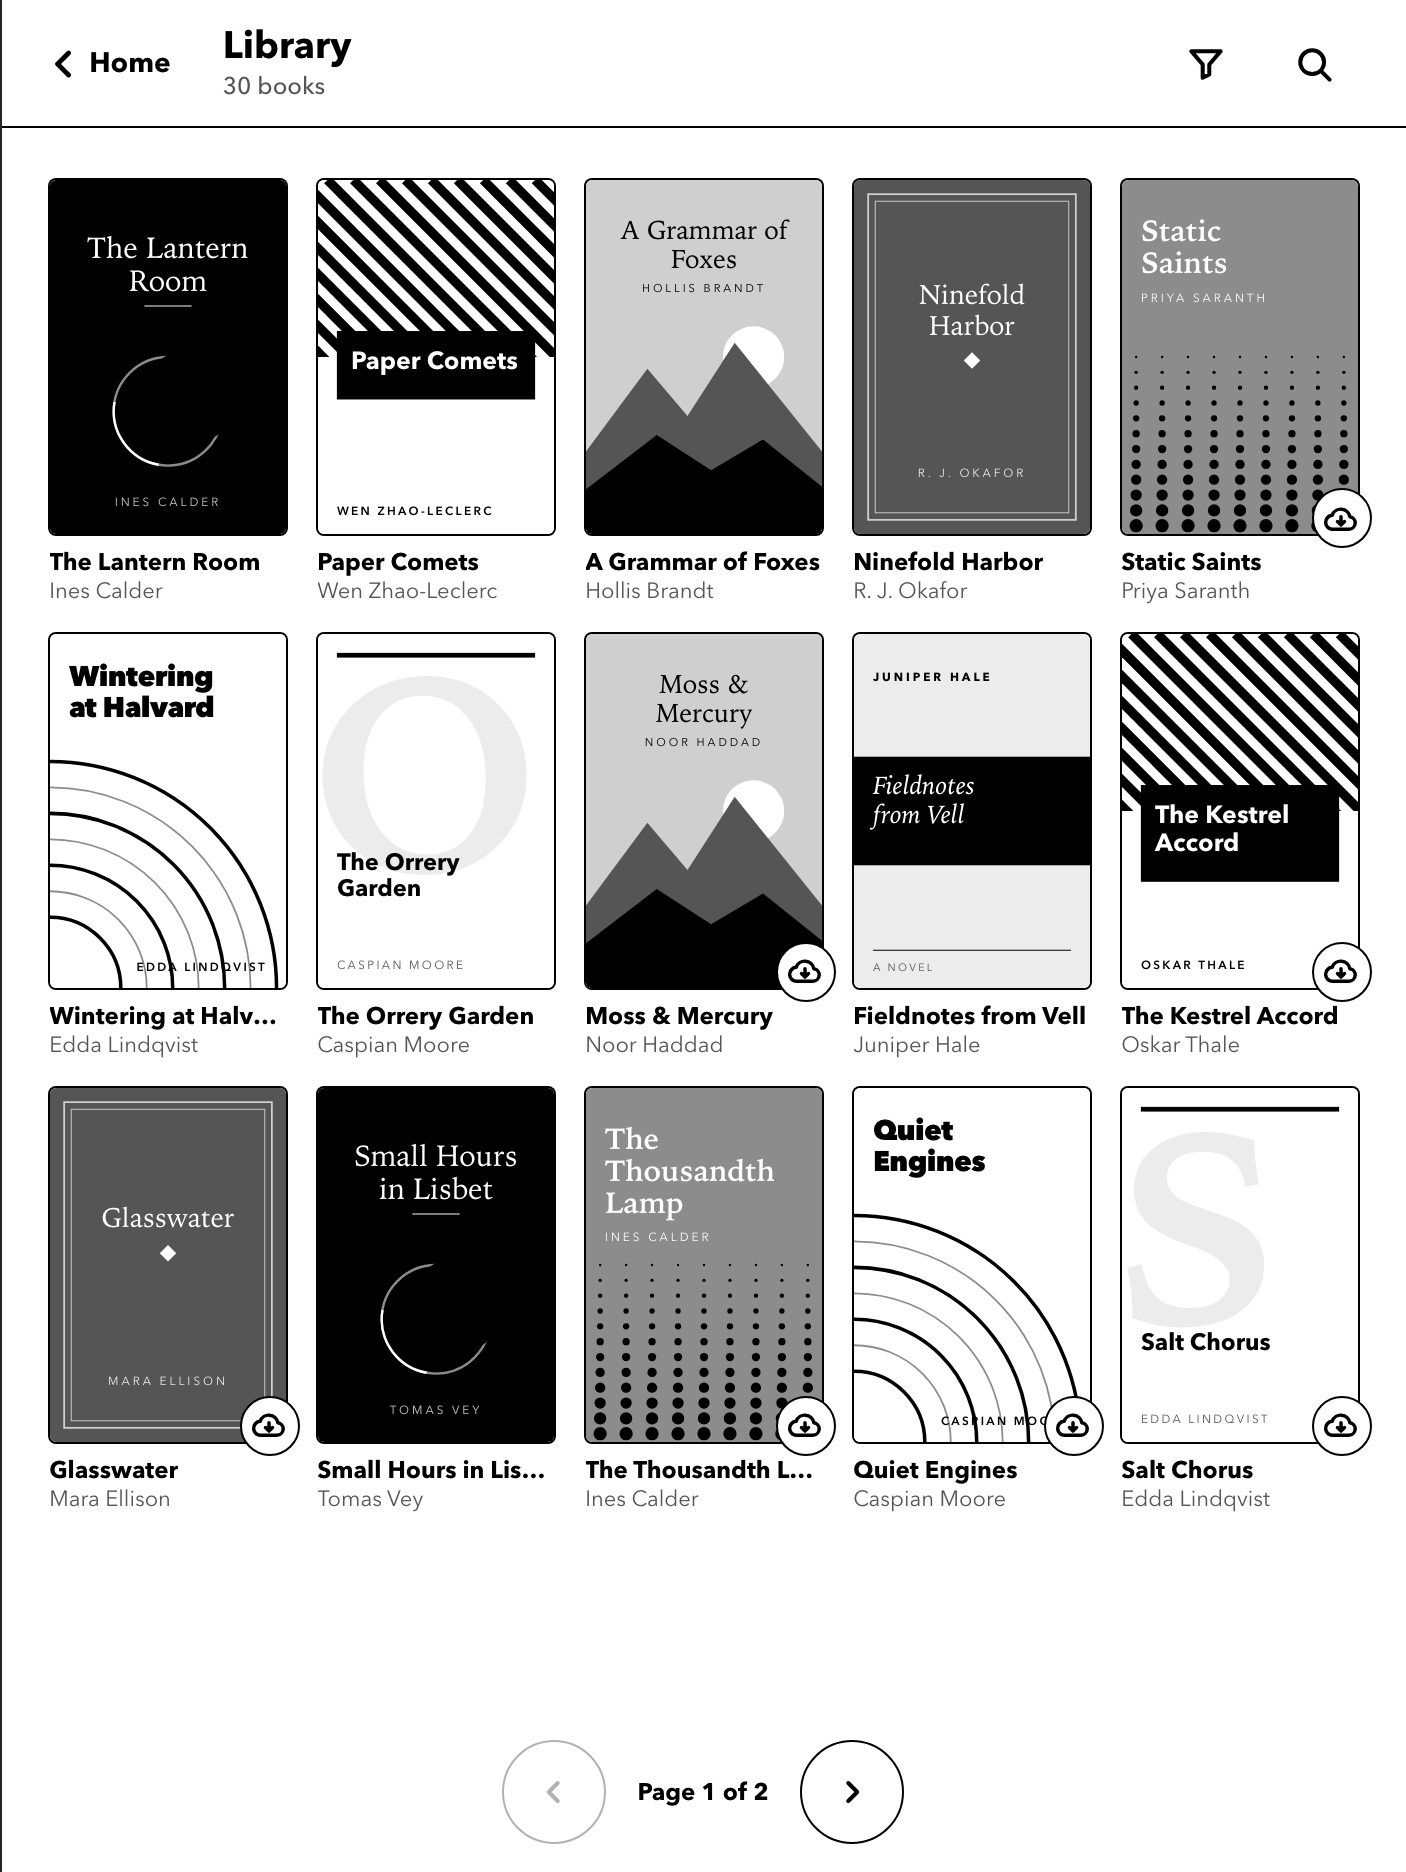 Home
Library
30 books
The Lantern
Room
INES CALDER
Paper Comets
WEN ZHAO-LECLERC
A Grammar of
Foxes
HOLLIS BRANDT
Ninefold
Harbor
R. J. OKAFOR
Static
Saints
PRIYA SARANTH
The Lantern Room
Ines Calder
Paper Comets
Wen Zhao-Leclerc
A Grammar of Foxes
Hollis Brandt
Ninefold Harbor
R. J. Okafor
Static Saints
Priya Saranth
Wintering
at Halvard
EDDA LINDQVIST
O
The Orrery
Garden
CASPIAN MOORE
Moss &
Mercury
NOOR HADDAD
JUNIPER HALE
Fieldnotes
from Vell
A NOVEL
The Kestrel
Accord
OSKAR THALE
Wintering at Halv...
Edda Lindqvist
The Orrery Garden
Caspian Moore
Moss & Mercury
Noor Haddad
Fieldnotes from Vell
Juniper Hale
The Kestrel Accord
Oskar Thale
Glasswater
MARA ELLISON
Small Hours
in Lisbet
TOMAS VEY
The
Thousandth
Lamp
INES CALDER
Quiet
Engines
CASPIAN
S
Salt Chorus
EDDA LINDQVIST
Glasswater
Mara Ellison
Small Hours in Lis...
Tomas Vey
The Thousandth L...
Ines Calder
Quiet Engines
Caspian Moore
Salt Chorus
Edda Lindqvist
Page 1 of 2